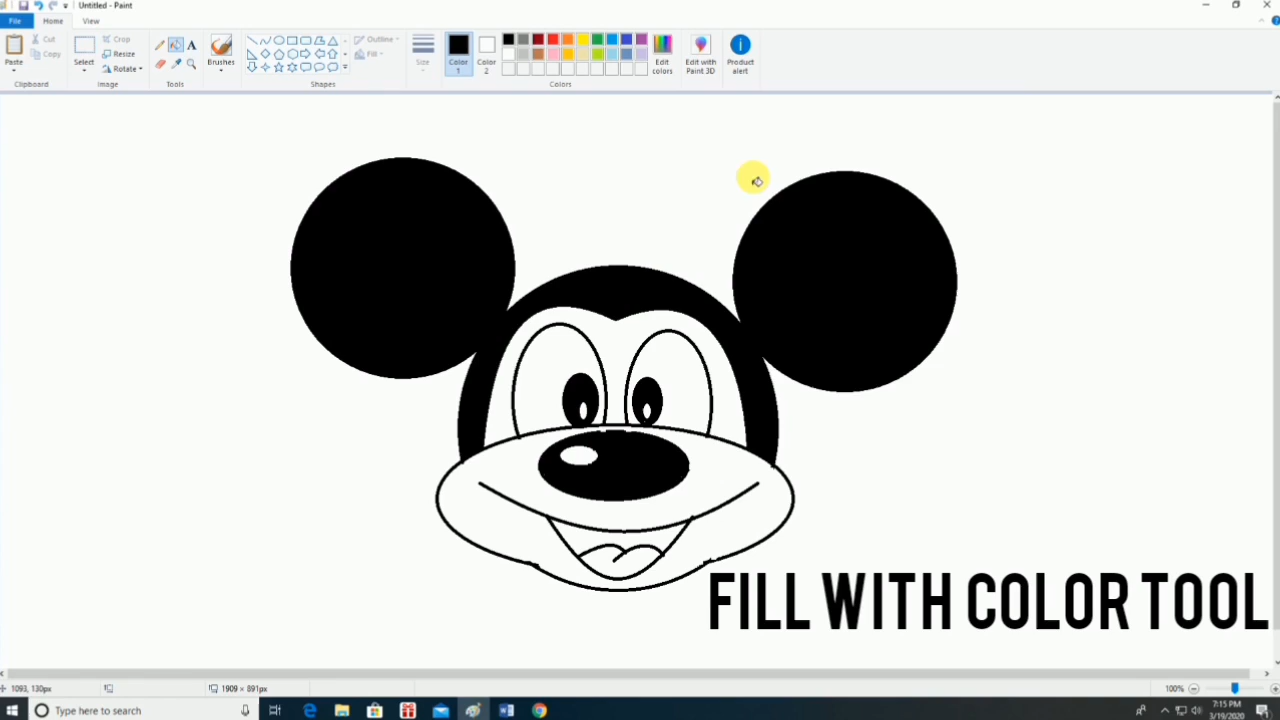 Untitled - Paint
File Home View
Paste
Cut
Copy
Clipboard
Select
Crop
Resize
Rotate
Image
A
Tools
Brushes
Outline
Fill
Shapes
Size
Color 1
Color 2
Colors
Edit colors
Edit with Paint 3D
Product alert
FILL WITH COLOR TOOL
1093, 130px
1909 × 891px
100%
Type here to search
7:15 PM
3/19/2020